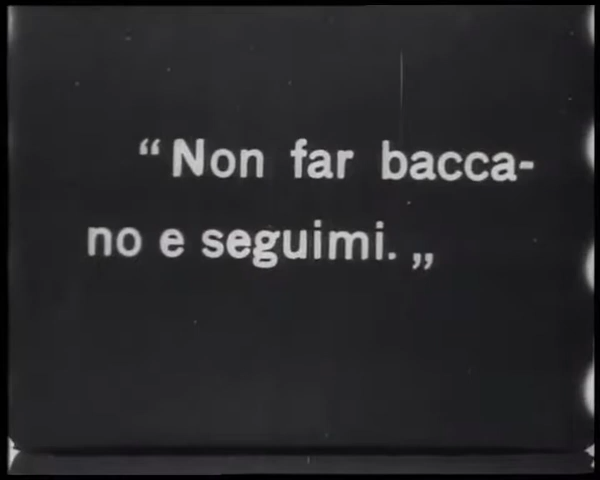 “Non far bacca-
no e seguimi.„